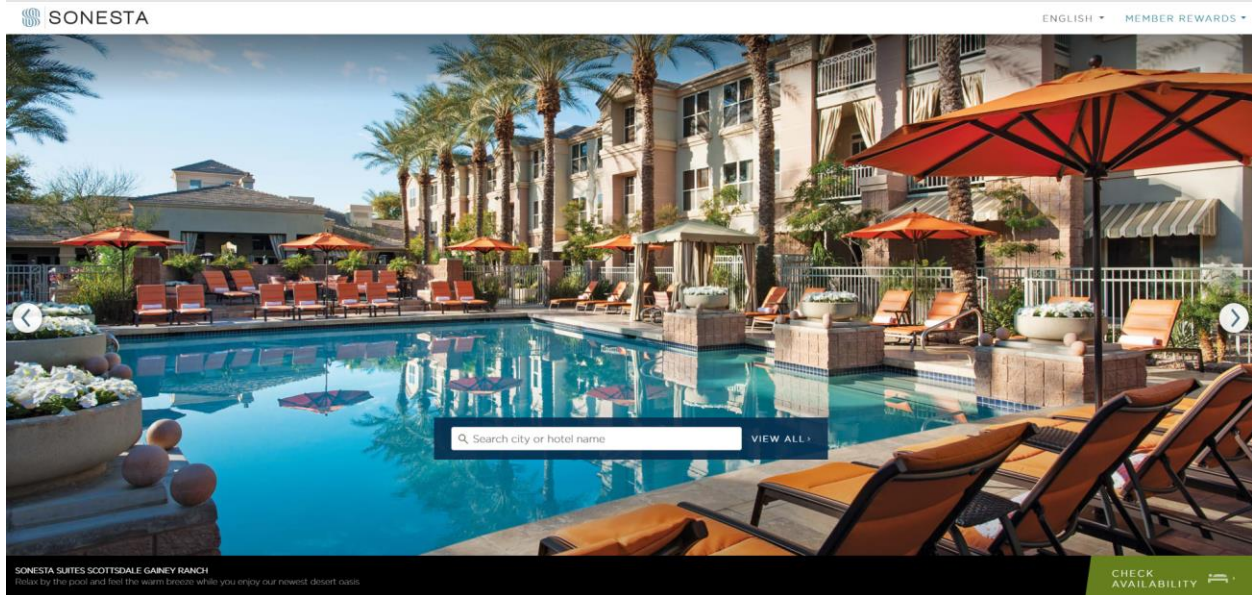 SONESTA
ENGLISH
MEMBER REWARDS
Search city or hotel name
VIEW ALL
SONESTA SUITES SCOTTSDALE GAINEY RANCH
Relax by the pool and feel the warm breeze while you enjoy our newest desert oasis
CHECK
AVAILABILITY